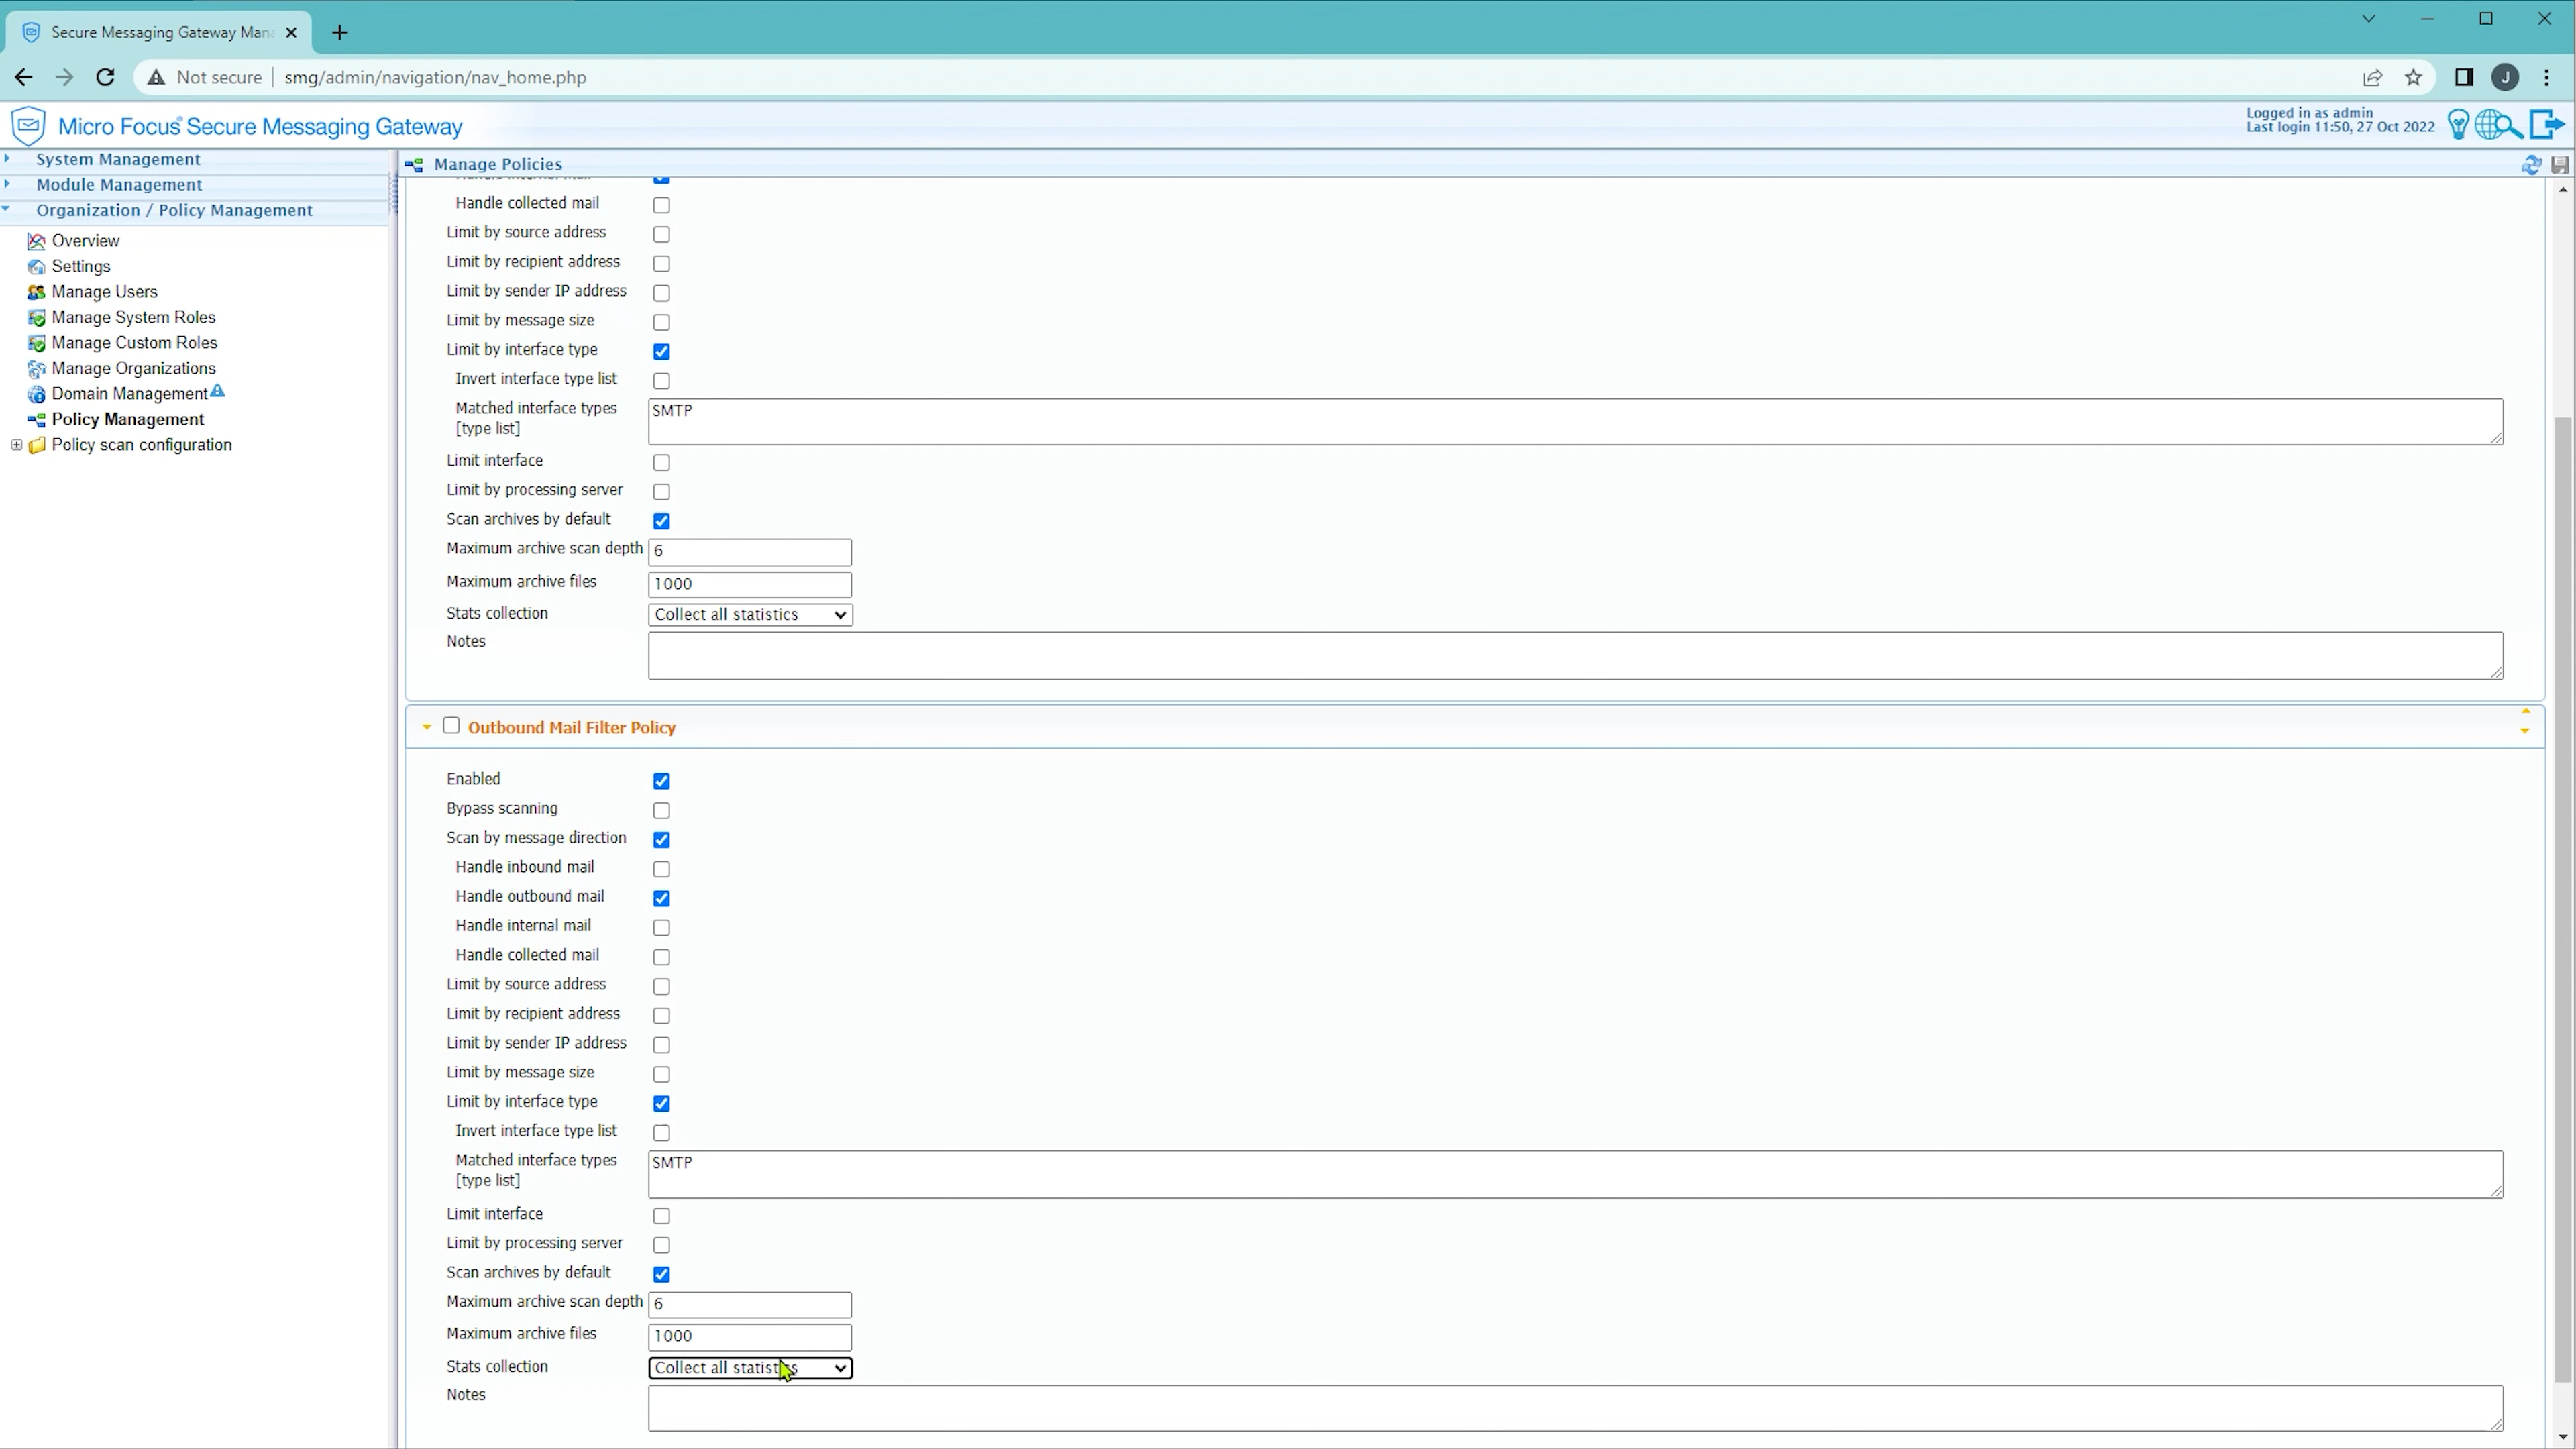 Secure Messaging Gateway Mana
Not secure
smg/admin/navigation/nav_home.php
J
Micro Focus® Secure Messaging Gateway
Logged in as admin
Last login 11:50, 27 Oct 2022
System Management
Module Management
Organization / Policy Management
Overview
Settings
Manage Users
Manage System Roles
Manage Custom Roles
Manage Organizations
Domain Management
Policy Management
Policy scan configuration
Manage Policies
Handle internal mail
Handle collected mail
Limit by source address
Limit by recipient address
Limit by sender IP address
Limit by message size
Limit by interface type
Invert interface type list
Matched interface types
[type list]
SMTP
Limit interface
Limit by processing server
Scan archives by default
Maximum archive scan depth 6
Maximum archive files 1000
Stats collection Collect all statistics
Notes
Outbound Mail Filter Policy
Enabled
Bypass scanning
Scan by message direction
Handle inbound mail
Handle outbound mail
Handle internal mail
Handle collected mail
Limit by source address
Limit by recipient address
Limit by sender IP address
Limit by message size
Limit by interface type
Invert interface type list
Matched interface types
[type list]
SMTP
Limit interface
Limit by processing server
Scan archives by default
Maximum archive scan depth 6
Maximum archive files 1000
Stats collection Collect all statistics
Notes